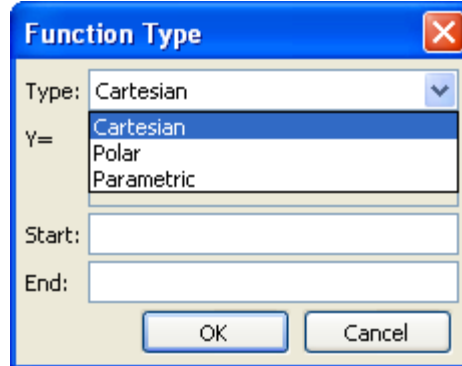 Function Type
Type: Cartesian
Y=
Cartesian
Polar
Parametric
Start:
End:
OK Cancel